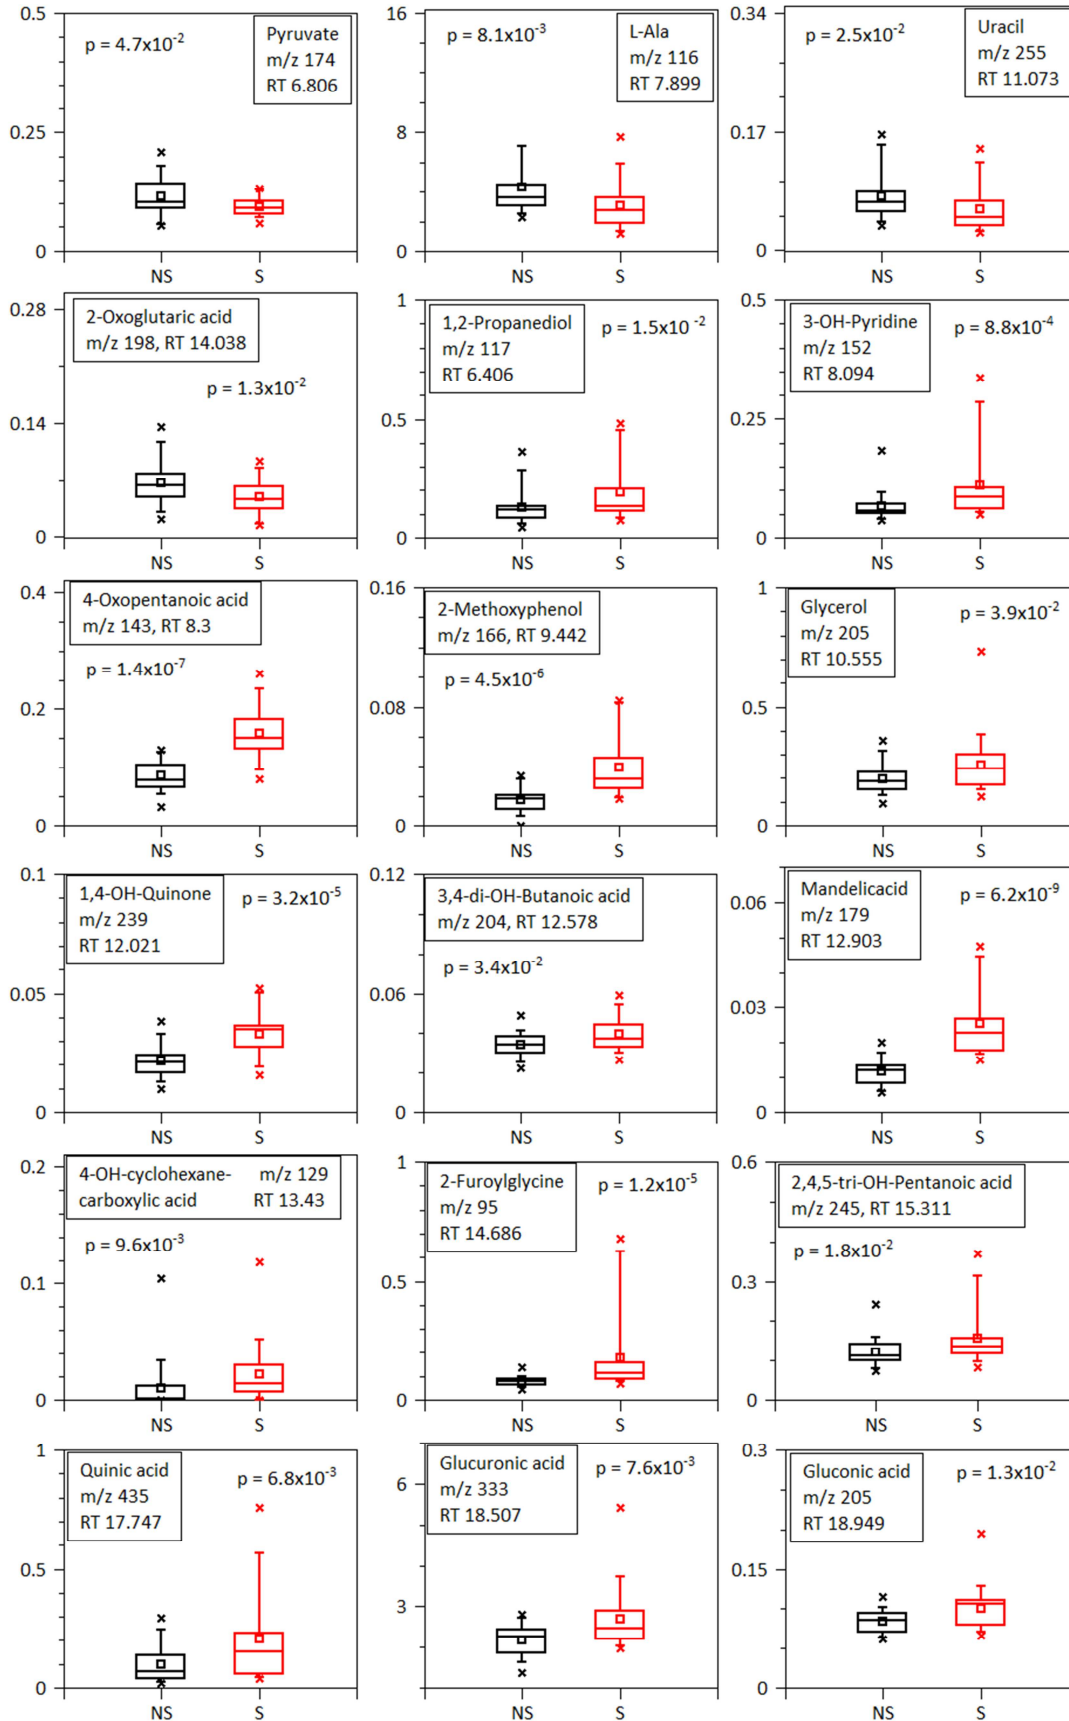 0.5
0.25
0
p = 4.7x10-2
Pyruvate
m/z 174
RT 6.806
NS
S
16
8
0
p = 8.1x10-3
L-Ala
m/z 116
RT 7.899
NS
S
0.34
0.17
0
p = 2.5x10-2
Uracil
m/z 255
RT 11.073
NS
S
0.28
0.14
0
2-Oxoglutaric acid
m/z 198, RT 14.038
p = 1.3x10-2
NS
S
1
0.5
0
1,2-Propanediol
m/z 117
RT 6.406
p = 1.5x10 -2
NS
S
0.5
0.25
0
3-OH-Pyridine
m/z 152
RT 8.094
p = 8.8x10-4
NS
S
0.4
0.2
0
4-Oxopentanoic acid
m/z 143, RT 8.3
p = 1.4x10-7
NS
S
0.16
0.08
0
2-Methoxyphenol
m/z 166, RT 9.442
p = 4.5x10-6
NS
S
1
0.5
0
Glycerol
m/z 205
RT 10.555
p = 3.9x10-2
NS
S
0.1
0.05
0
1,4-OH-Quinone
m/z 239
RT 12.021
p = 3.2x10-5
NS
S
0.12
0.06
0
3,4-di-OH-Butanoic acid
m/z 204, RT 12.578
p = 3.4x10-2
NS
S
0.06
0.03
0
Mandelicacid
m/z 179
RT 12.903
p = 6.2x10-9
NS
S
0.2
0.1
0
4-OH-cyclohexane- m/z 129
carboxylic acid RT 13.43
p = 9.6x10-3
NS
S
1
0.5
0
2-Furoylglycine
m/z 95
RT 14.686
p = 1.2x10-5
NS
S
0.6
0.3
0
2,4,5-tri-OH-Pentanoic acid
m/z 245, RT 15.311
p = 1.8x10-2
NS
S
1
0.5
0
Quinic acid
m/z 435
RT 17.747
p = 6.8x10-3
NS
S
6
3
Glucuronic acid
m/z 333
RT 18.507
p = 7.6x10-3
NS
S
0.3
0.15
0
Gluconic acid
m/z 205
RT 18.949
p = 1.3x10-2
NS
S